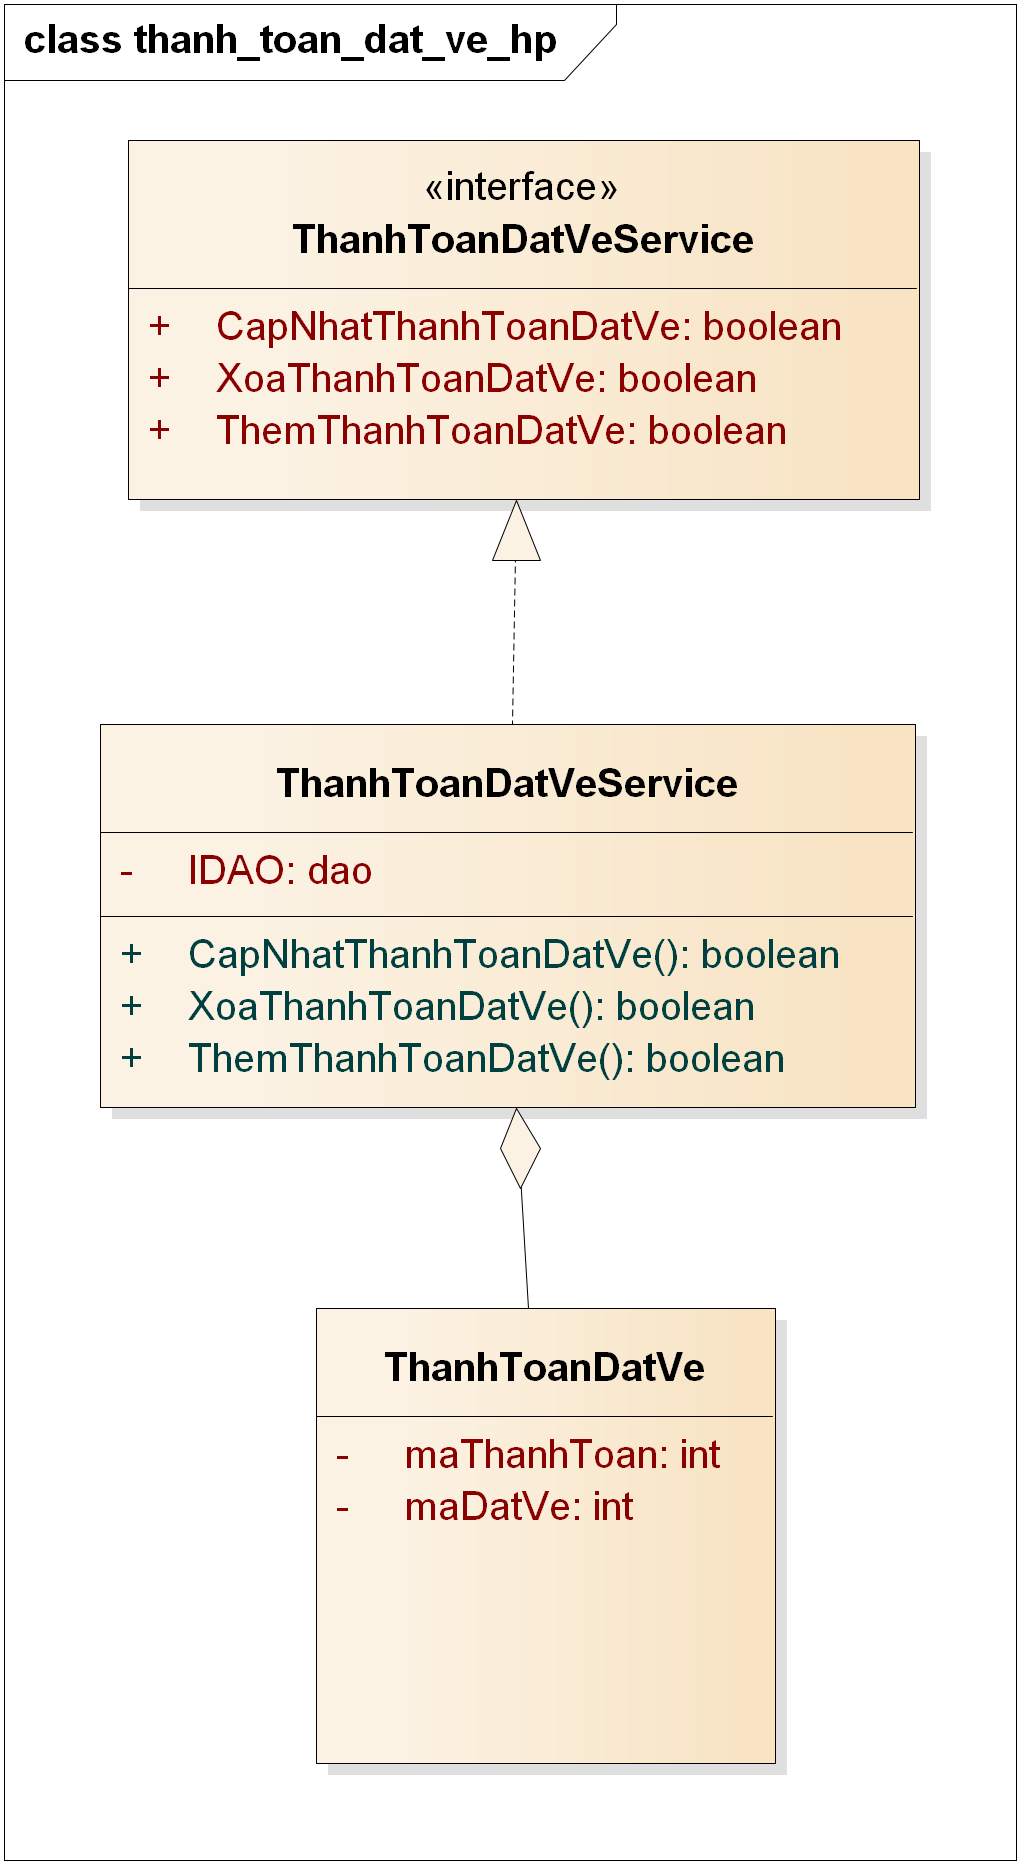 class thanh_toan_dat_ve_hp
«interface»
ThanhToanDatVeService
+ CapNhatThanhToanDatVe: boolean
+ XoaThanhToanDatVe: boolean
+ ThemThanhToanDatVe: boolean
ThanhToanDatVeService
- IDAO: dao
+ CapNhatThanhToanDatVe(): boolean
+ XoaThanhToanDatVe(): boolean
+ ThemThanhToanDatVe(): boolean
ThanhToanDatVe
- maThanhToan: int
- maDatVe: int